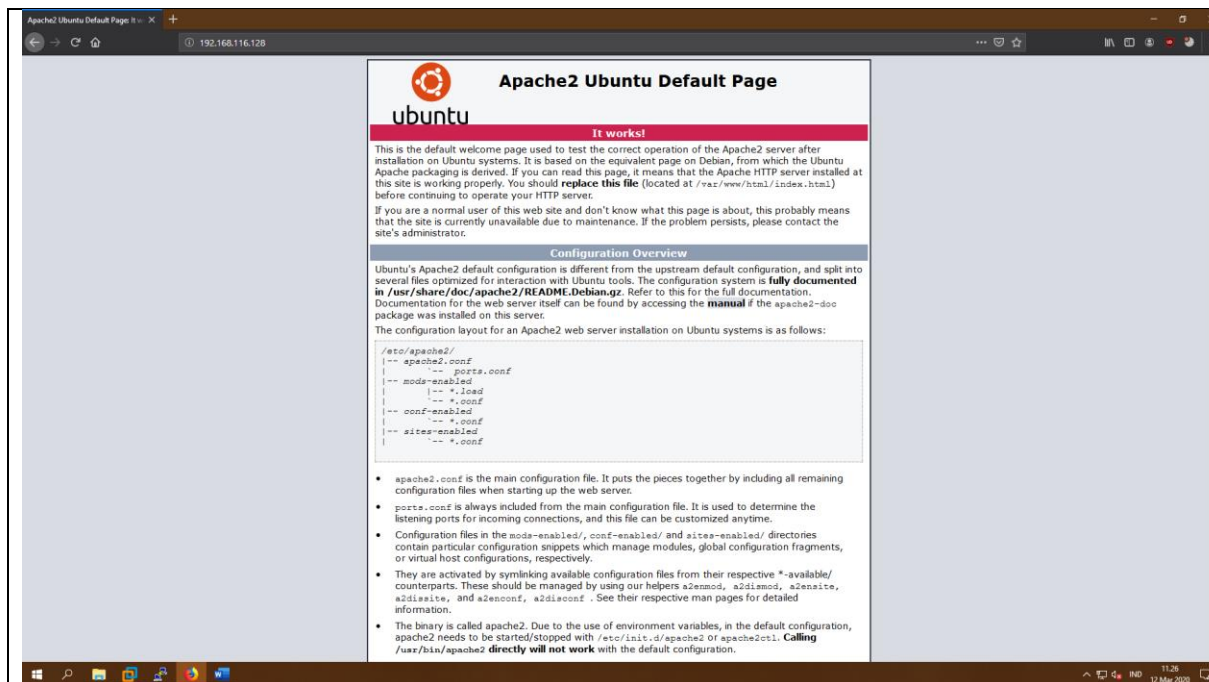 Apache2 Ubuntu Default Page: It w
192.168.116.128
ubuntu
Apache2 Ubuntu Default Page
It works!
This is the default welcome page used to test the correct operation of the Apache2 server after
installation on Ubuntu systems. It is based on the equivalent page on Debian, from which the Ubuntu
Apache packaging is derived. If you can read this page, it means that the Apache HTTP server installed at
this site is working properly. You should replace this file (located at /var/www/html/index.html)
before continuing to operate your HTTP server.
If you are a normal user of this web site and don't know what this page is about, this probably means
that the site is currently unavailable due to maintenance. If the problem persists, please contact the
site's administrator.
Configuration Overview
Ubuntu's Apache2 default configuration is different from the upstream default configuration, and split into
several files optimized for interaction with Ubuntu tools. The configuration system is fully documented
in /usr/share/doc/apache2/README.Debian.gz. Refer to this for the full documentation.
Documentation for the web server itself can be found by accessing the manual if the apache2-doc
package was installed on this server.
The configuration layout for an Apache2 web server installation on Ubuntu systems is as follows:
/etc/apache2/
|-- apache2.conf
|       `--  ports.conf
|-- mods-enabled
|       |-- *.load
|       `-- *.conf
|-- conf-enabled
|       `-- *.conf
|-- sites-enabled
|       `-- *.conf
• apache2.conf is the main configuration file. It puts the pieces together by including all remaining
configuration files when starting up the web server.
• ports.conf is always included from the main configuration file. It is used to determine the
listening ports for incoming connections, and this file can be customized anytime.
• Configuration files in the mods-enabled/, conf-enabled/ and sites-enabled/ directories
contain particular configuration snippets which manage modules, global configuration fragments,
or virtual host configurations, respectively.
• They are activated by symlinking available configuration files from their respective *-available/
counterparts. These should be managed by using our helpers a2enmod, a2dismod, a2ensite,
a2dissite, and a2enconf, a2disconf . See their respective man pages for detailed
information.
• The binary is called apache2. Due to the use of environment variables, in the default configuration,
apache2 needs to be started/stopped with /etc/init.d/apache2 or apache2ctl. Calling
/usr/bin/apache2 directly will not work with the default configuration.
IND
11.26
12 Mar 2020